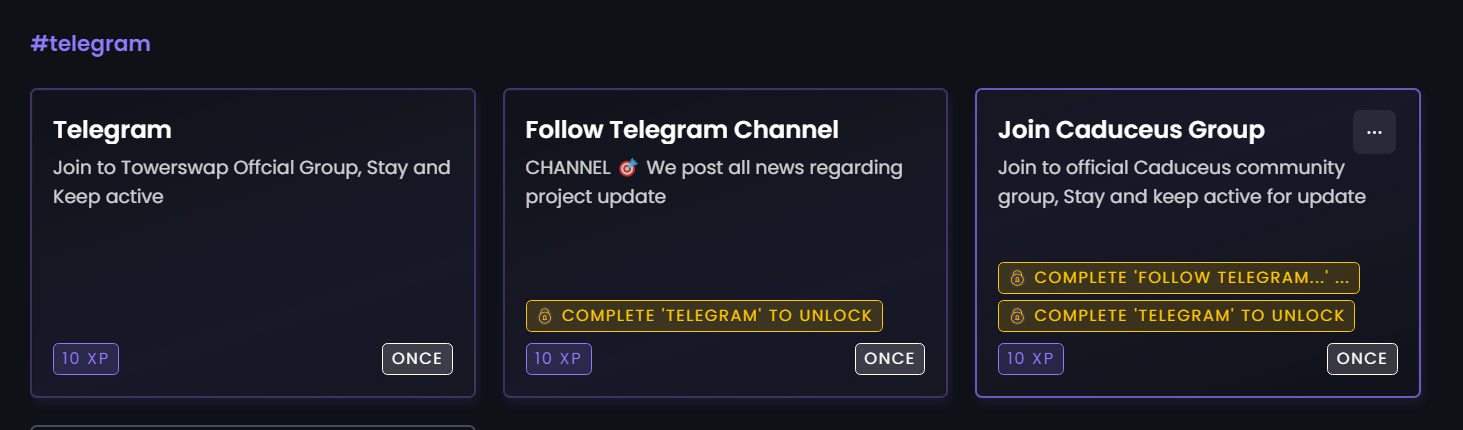 #telegram
Telegram
Join to Towerswap Offcial Group, Stay and
Keep active
10 XP
ONCE
Follow Telegram Channel
CHANNEL 🎯 We post all news regarding
project update
COMPLETE 'TELEGRAM' TO UNLOCK
10 XP
ONCE
Join Caduceus Group
...
Join to official Caduceus community
group, Stay and keep active for update
COMPLETE 'FOLLOW TELEGRAM...' ...
COMPLETE 'TELEGRAM' TO UNLOCK
10 XP
ONCE